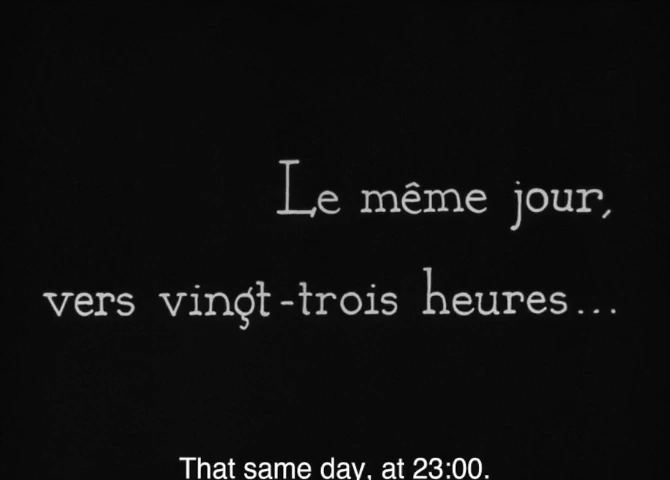 Le même jour,
vers vingt-trois heures...
That same day, at 23:00.